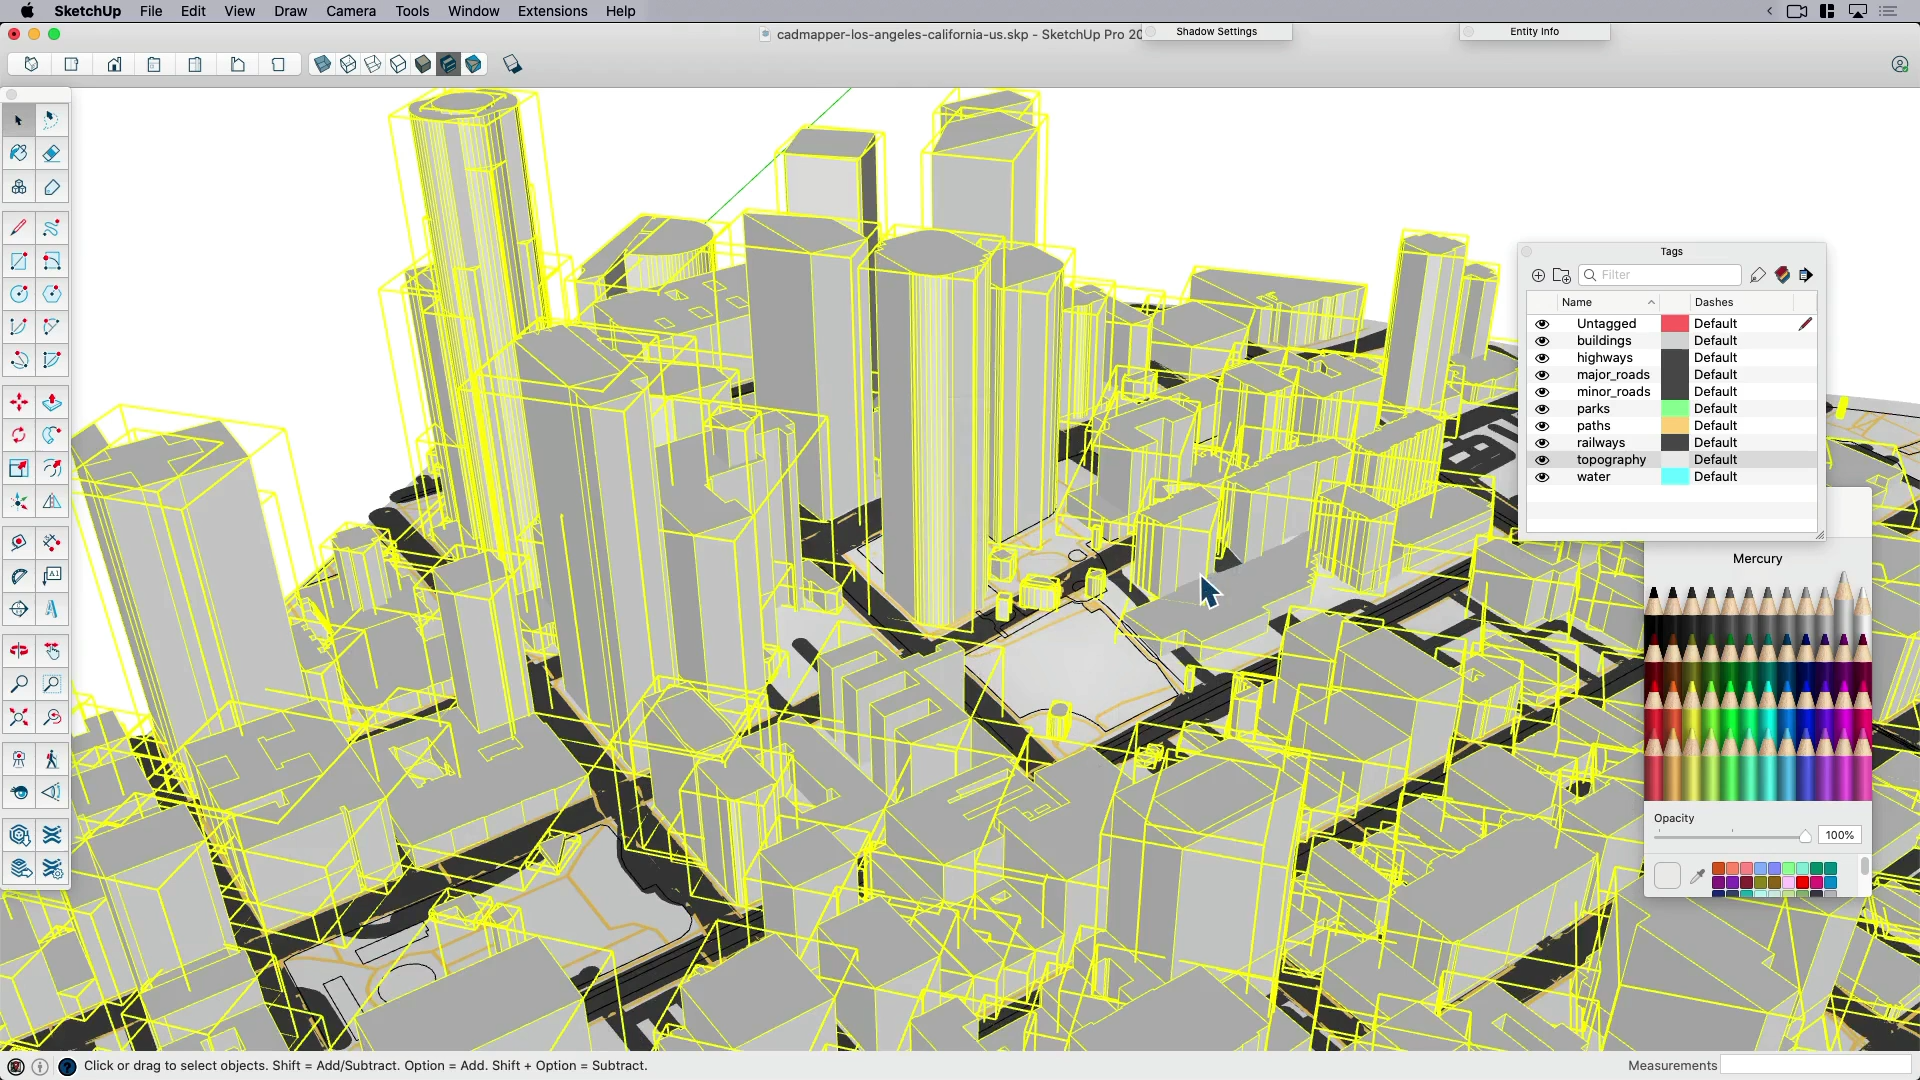 SketchUp File Edit View Draw Camera Tools Window Extensions Help
cadmapper-los-angeles-california-us.skp - SketchUp Pro 20
Shadow Settings
Entity Info
Tags
Filter
Name Dashes
Untagged Default
buildings Default
highways Default
major_roads Default
minor_roads Default
parks Default
paths Default
railways Default
topography Default
water Default
Mercury
Opacity
100%
Click or drag to select objects. Shift = Add/Subtract. Option = Add. Shift + Option = Subtract.
Measurements